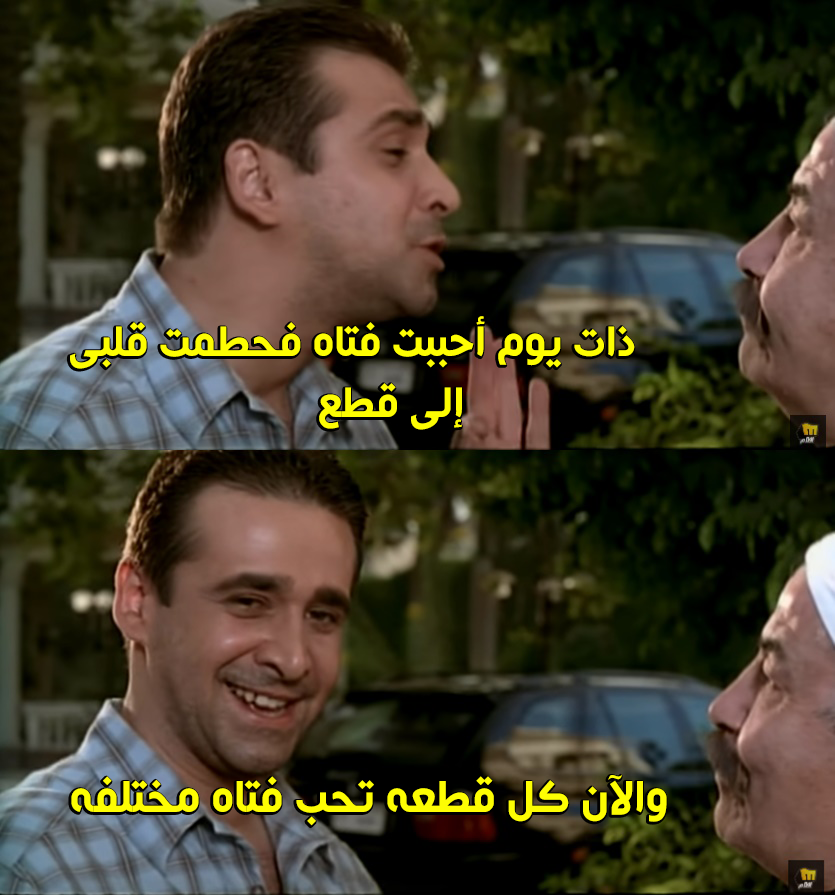 ذات يوم أحببت فتاه فحطمت قلبى
إلى قطع
والآن كل قطعه تحب فتاه مختلفه